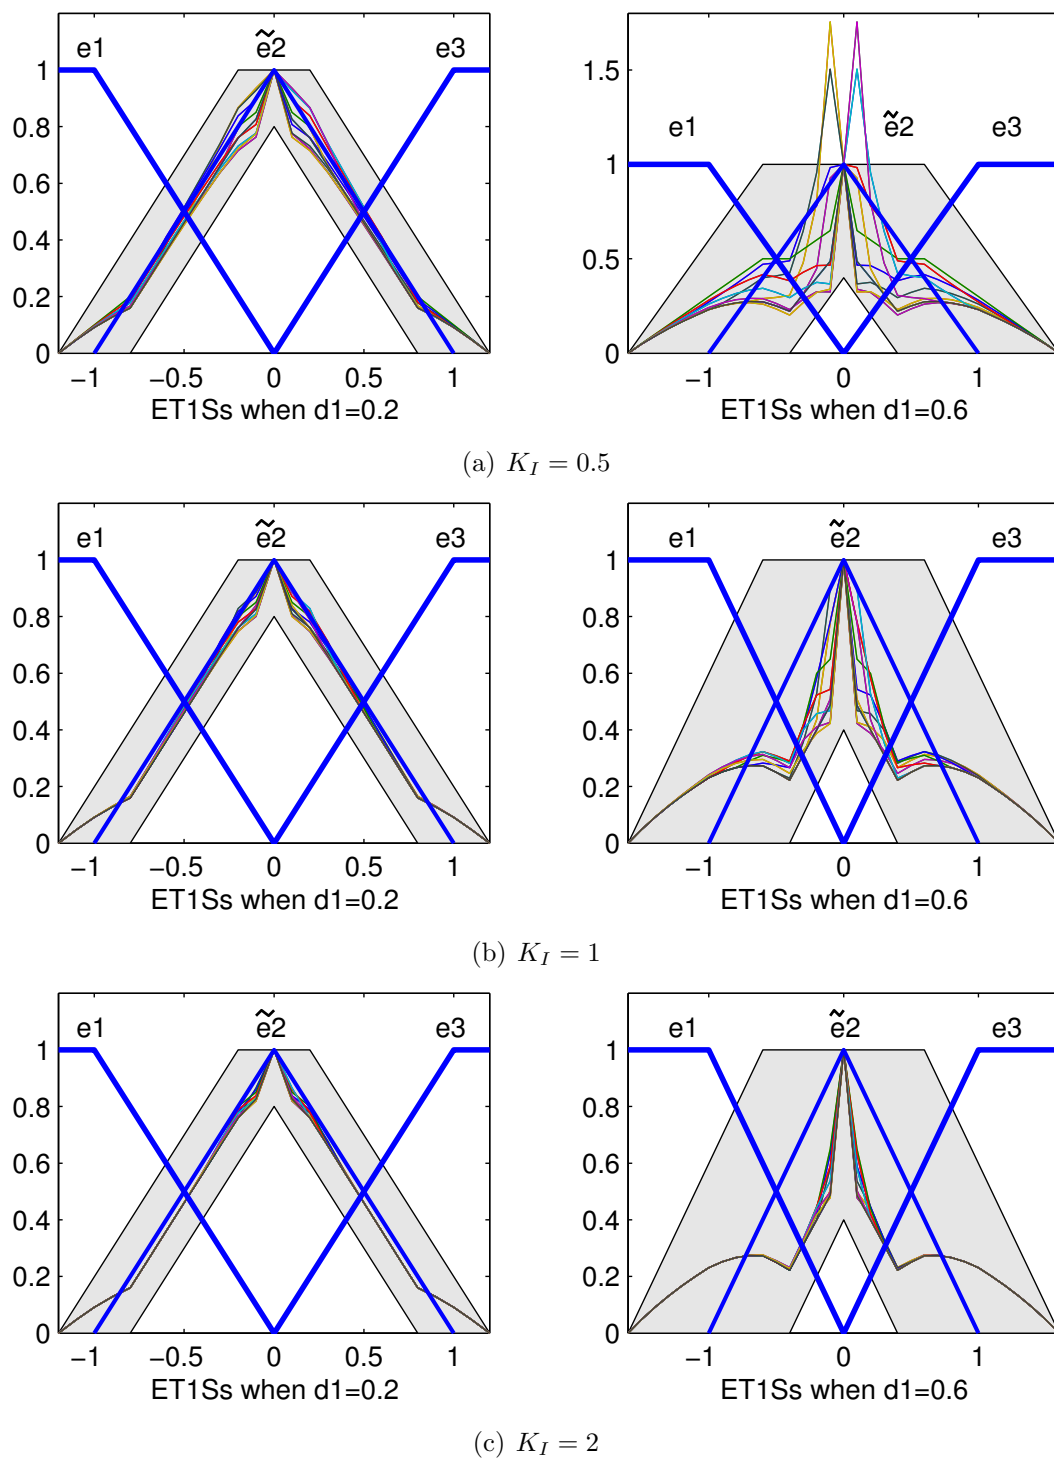 e1 ẽ2 e3
1
0.8
0.6
0.4
0.2
0
−1 −0.5 0 0.5 1
ET1Ss when d1=0.2
1.5
e1 ẽ2 e3
1
0.5
0
−1 0 1
ET1Ss when d1=0.6
(a) K_I = 0.5
e1 ẽ2 e3
1
0.8
0.6
0.4
0.2
0
−1 −0.5 0 0.5 1
ET1Ss when d1=0.2
e1 ẽ2 e3
1
0.8
0.6
0.4
0.2
0
−1 0 1
ET1Ss when d1=0.6
(b) K_I = 1
e1 ẽ2 e3
1
0.8
0.6
0.4
0.2
0
−1 −0.5 0 0.5 1
ET1Ss when d1=0.2
e1 ẽ2 e3
1
0.8
0.6
0.4
0.2
0
−1 0 1
ET1Ss when d1=0.6
(c) K_I = 2